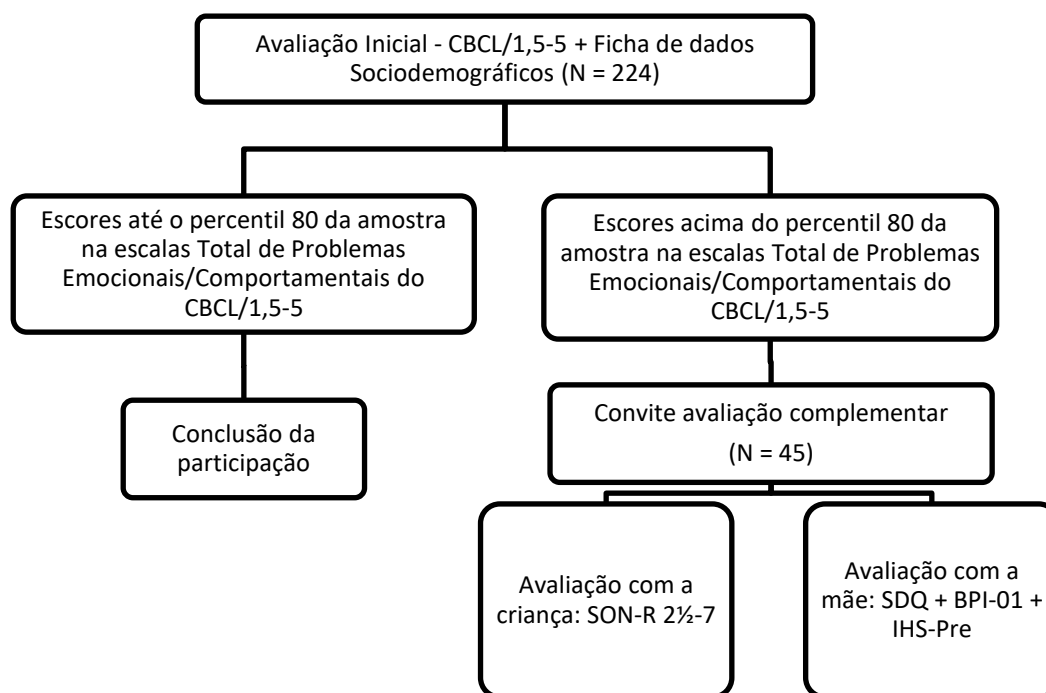 Avaliação Inicial - CBCL/1,5-5 + Ficha de dados
Sociodemográficos (N = 224)
Escores até o percentil 80 da amostra
na escalas Total de Problemas
Emocionais/Comportamentais do
CBCL/1,5-5
Escores acima do percentil 80 da
amostra na escalas Total de Problemas
Emocionais/Comportamentais do
CBCL/1,5-5
Conclusão da
participação
Convite avaliação complementar
(N = 45)
Avaliação com a
criança: SON-R 2½-7
Avaliação com a
mãe: SDQ + BPI-01 +
IHS-Pre